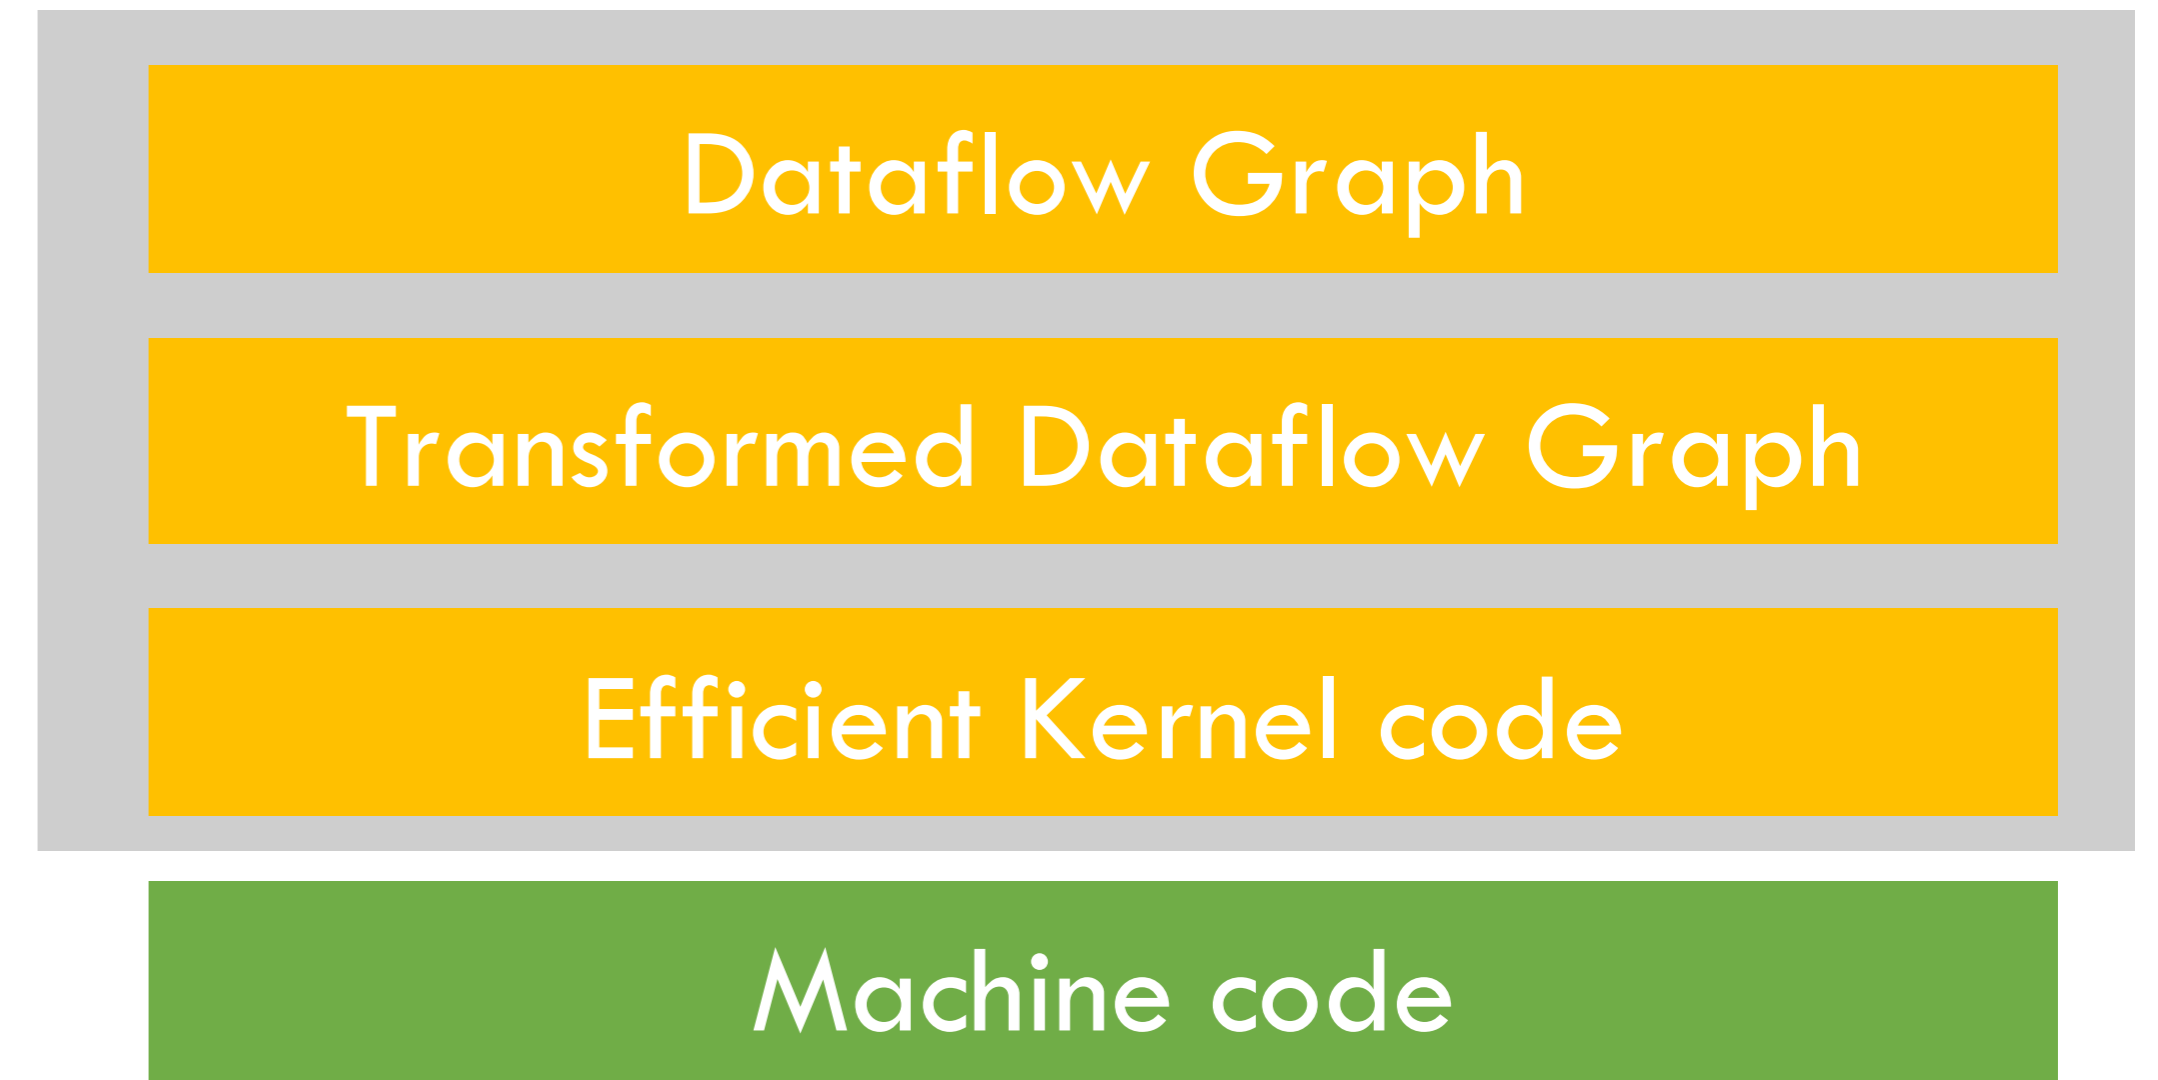 Dataflow Graph
Transformed Dataflow Graph
Efficient Kernel code
Machine code